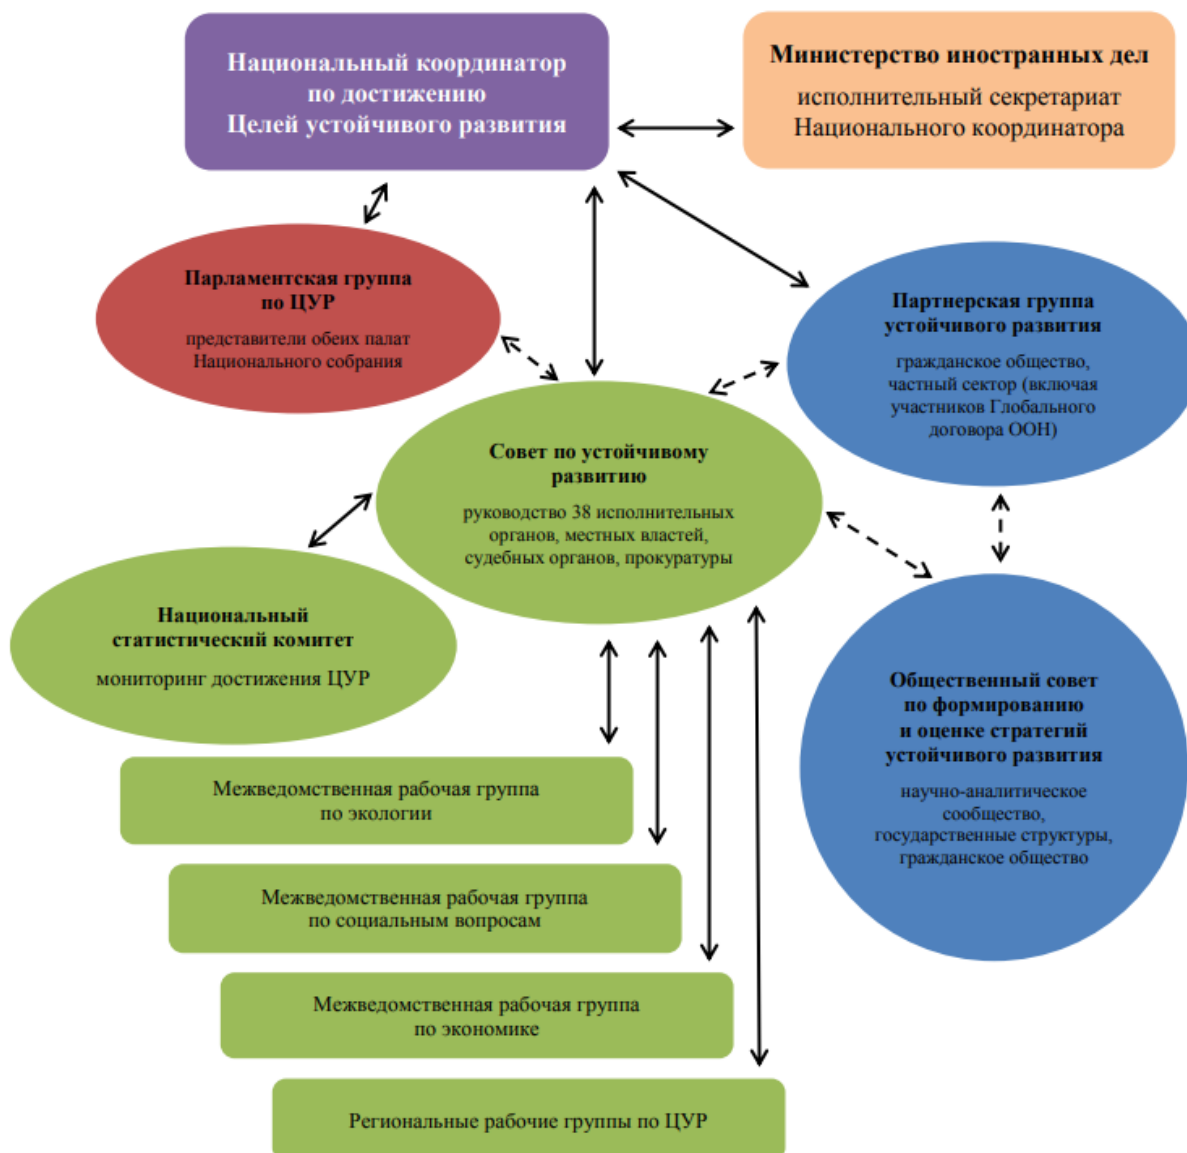 Национальный координатор
по достижению
Целей устойчивого развития
Министерство иностранных дел
исполнительный секретариат
Национального координатора
Парламентская группа
по ЦУР
представители обеих палат
Национального собрания
Партнерская группа
устойчивого развития
гражданское общество,
частный сектор (включая
участников Глобального
договора ООН)
Совет по устойчивому
развитию
руководство 38 исполнительных
органов, местных властей,
судебных органов, прокуратуры
Национальный
статистический комитет
мониторинг достижения ЦУР
Общественный совет
по формированию
и оценке стратегий
устойчивого развития
научно-аналитическое
сообщество,
государственные структуры,
гражданское общество
Межведомственная рабочая группа
по экологии
Межведомственная рабочая группа
по социальным вопросам
Межведомственная рабочая группа
по экономике
Региональные рабочие группы по ЦУР